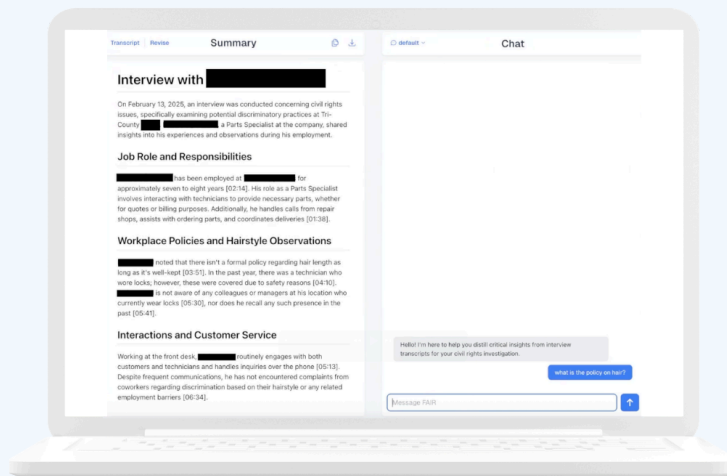 Transcript Revise Summary
Interview with
On February 13, 2025, an interview was conducted concerning civil rights
issues, specifically examining potential discriminatory practices at Tri-
County , a Parts Specialist at the company, shared
insights into his experiences and observations during his employment.
Job Role and Responsibilities
has been employed at for
approximately seven to eight years [02:14]. His role as a Parts Specialist
involves interacting with technicians to provide necessary parts, whether
for quotes or billing purposes. Additionally, he handles calls from repair
shops, assists with ordering parts, and coordinates deliveries [01:38].
Workplace Policies and Hairstyle Observations
noted that there isn't a formal policy regarding hair length as
long as it's well-kept [03:51]. In the past year, there was a technician who
wore locks; however, these were covered due to safety reasons [04:10].
is not aware of any colleagues or managers at his location who
currently wear locks [05:30], nor does he recall any such presence in the
past [05:41].
Interactions and Customer Service
Working at the front desk, routinely engages with both
customers and technicians and handles inquiries over the phone [05:13].
Despite frequent communications, he has not encountered complaints from
coworkers regarding discrimination based on their hairstyle or any related
employment barriers [06:34].
default Chat
Hello! I'm here to help you distill critical insights from interview
transcripts for your civil rights investigation.
what is the policy on hair?
Message FAIR